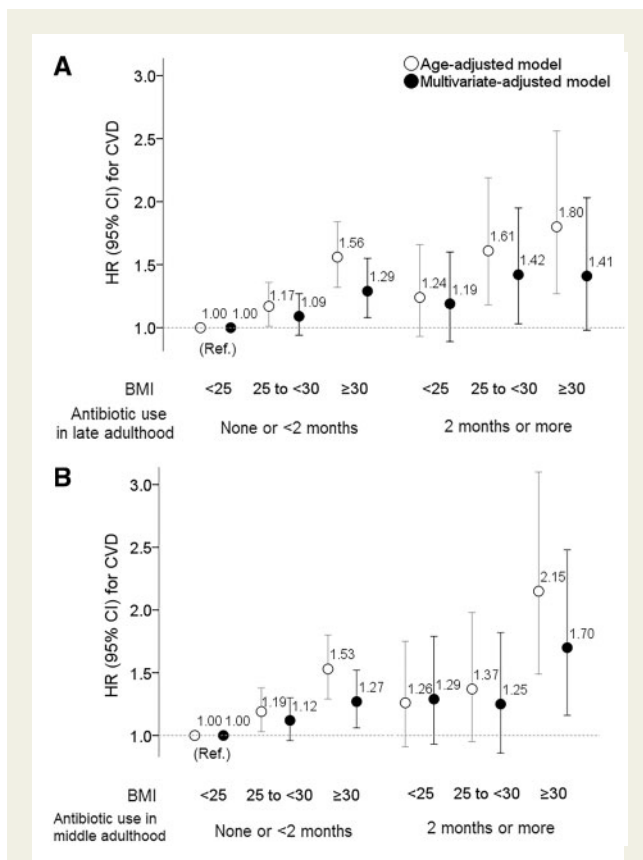 A
○ Age-adjusted model
● Multivariate-adjusted model
HR (95% CI) for CVD
3.0
2.5
2.0
1.5
1.0
1.00 1.00 1.17 1.09 1.56 1.29 1.24 1.19 1.61 1.42 1.80 1.41
(Ref.)
BMI <25 25 to <30 ≥30 <25 25 to <30 ≥30
Antibiotic use
in late adulthood None or <2 months 2 months or more
B
HR (95% CI) for CVD
3.0
2.5
2.0
1.5
1.0
1.00 1.00 1.19 1.12 1.53 1.27 1.26 1.29 1.37 1.25 2.15 1.70
(Ref.)
BMI <25 25 to <30 ≥30 <25 25 to <30 ≥30
Antibiotic use in
middle adulthood None or <2 months 2 months or more